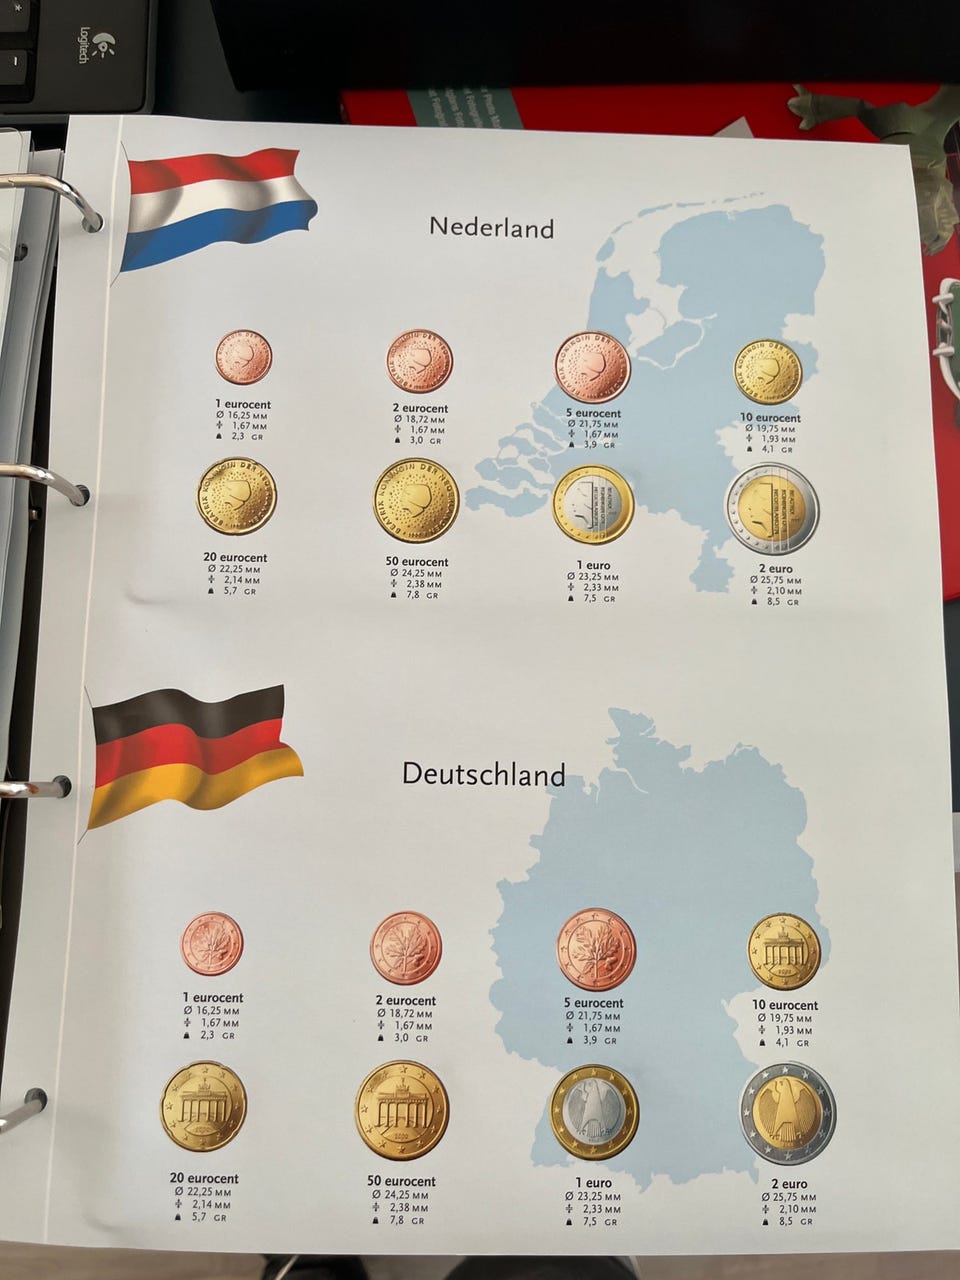 Logitech
Nederland
1 eurocent
Ø 16,25 MM
1,67 MM
2,3 GR
2 eurocent
Ø 18,72 MM
1,67 MM
3,0 GR
5 eurocent
Ø 21,75 MM
1,67 MM
3,9 GR
10 eurocent
Ø 19,75 MM
1,93 MM
4,1 GR
20 eurocent
Ø 22,25 MM
2,14 MM
5,7 GR
50 eurocent
Ø 24,25 MM
2,38 MM
7,8 GR
1 euro
Ø 23,25 MM
2,33 MM
7,5 GR
2 euro
Ø 25,75 MM
2,10 MM
8,5 GR
Deutschland
1 eurocent
Ø 16,25 MM
1,67 MM
2,3 GR
2 eurocent
Ø 18,72 MM
1,67 MM
3,0 GR
5 eurocent
Ø 21,75 MM
1,67 MM
3,9 GR
10 eurocent
Ø 19,75 MM
1,93 MM
4,1 GR
20 eurocent
Ø 22,25 MM
2,14 MM
5,7 GR
50 eurocent
Ø 24,25 MM
2,38 MM
7,8 GR
1 euro
Ø 23,25 MM
2,33 MM
7,5 GR
2 euro
Ø 25,75 MM
2,10 MM
8,5 GR